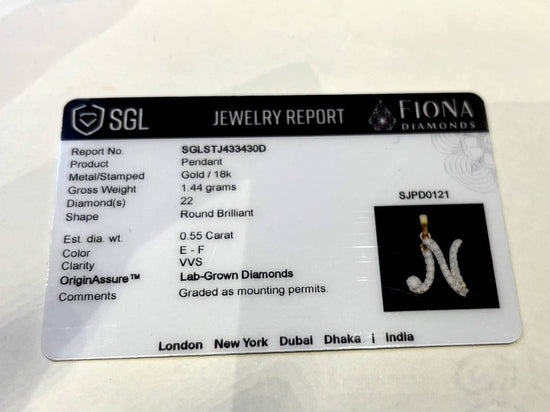 SGL JEWELRY REPORT FIONA
DIAMONDS
Report No. SGLSTJ433430D
Product Pendant
Metal/Stamped Gold / 18k
Gross Weight 1.44 grams
Diamond(s) 22
Shape Round Brilliant
SJPD0121
Est. dia. wt. 0.55 Carat
Color E - F
Clarity VVS
OriginAssure™ Lab-Grown Diamonds
Comments Graded as mounting permits.
London New York Dubai Dhaka | India